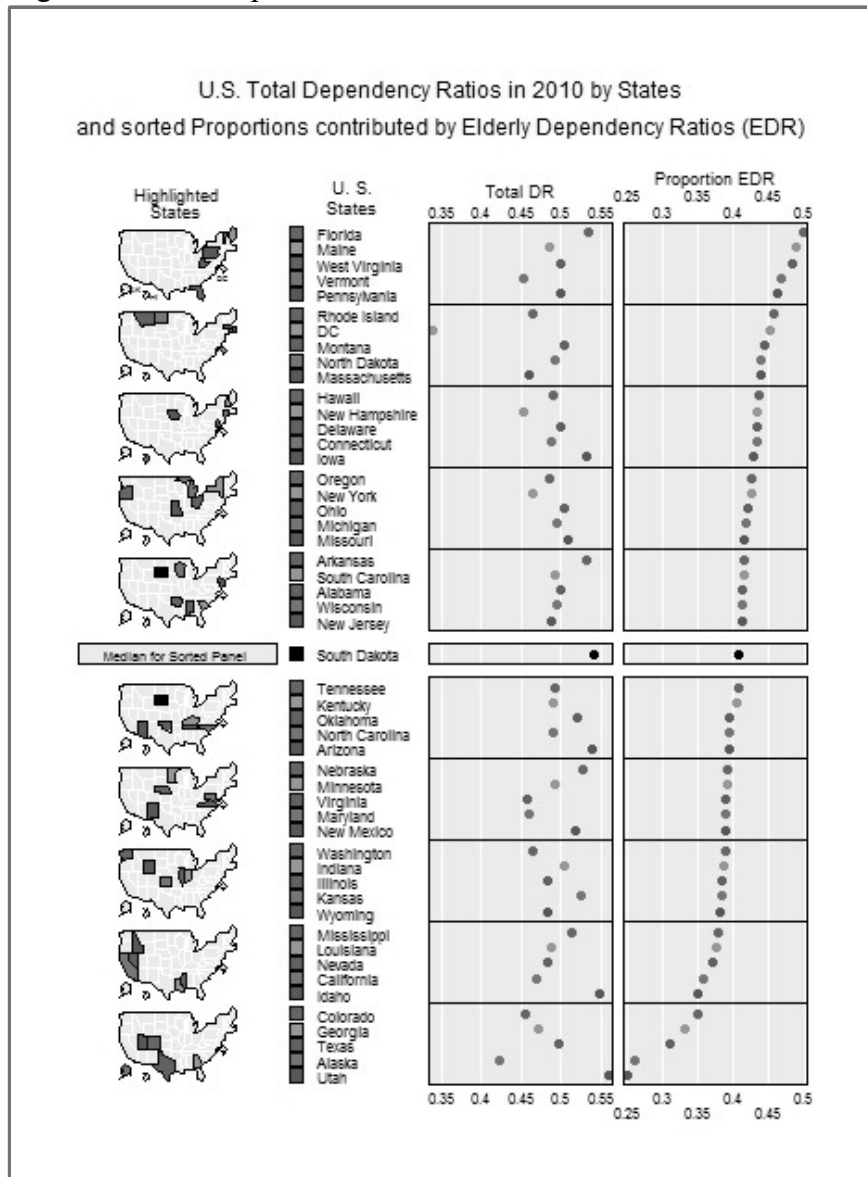 U.S. Total Dependency Ratios in 2010 by States
and sorted Proportions contributed by Elderly Dependency Ratios (EDR)
Highlighted
States
U. S.
States
Total DR
0.35 0.4 0.45 0.5 0.55
Proportion EDR
0.25 0.35 0.45
0.3 0.4 0.5
Florida
Maine
West Virginia
Vermont
Pennsylvania
Rhode Island
DC
Montana
North Dakota
Massachusetts
Hawaii
New Hampshire
Delaware
Connecticut
Iowa
Oregon
New York
Ohio
Michigan
Missouri
Arkansas
South Carolina
Alabama
Wisconsin
New Jersey
Median for Sorted Panel
South Dakota
Tennessee
Kentucky
Oklahoma
North Carolina
Arizona
Nebraska
Minnesota
Virginia
Maryland
New Mexico
Washington
Indiana
Illinois
Kansas
Wyoming
Mississippi
Louisiana
Nevada
California
Idaho
Colorado
Georgia
Texas
Alaska
Utah
0.35 0.4 0.45 0.5 0.55
0.3 0.4 0.5
0.25 0.35 0.45